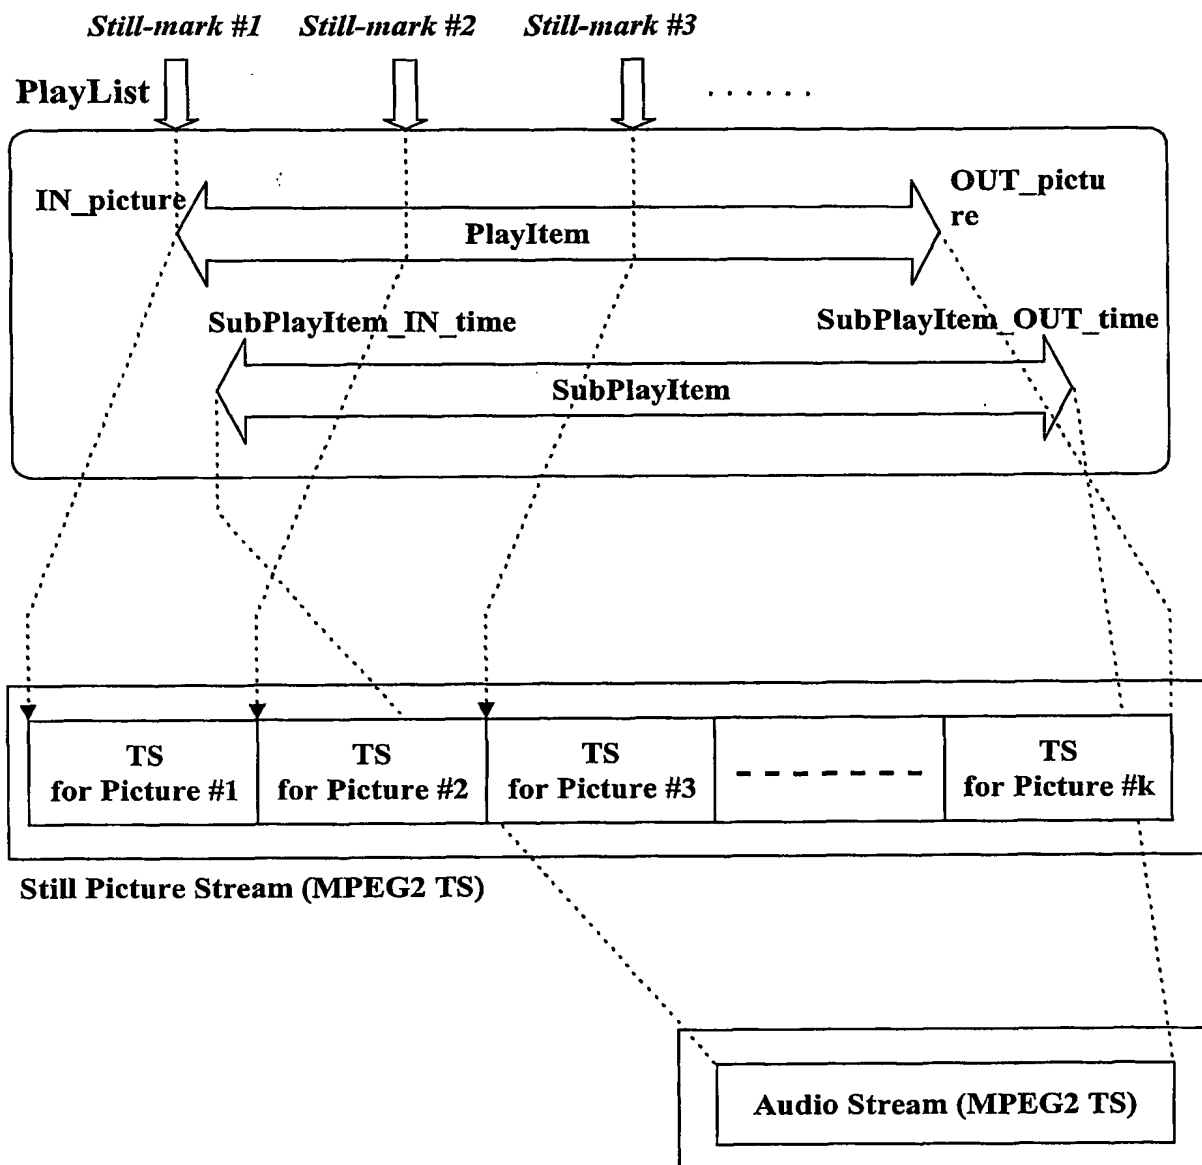 Still-mark #1 Still-mark #2 Still-mark #3
PlayList
. . . . . .
IN_picture
OUT_pictu
re
PlayItem
SubPlayItem_IN_time
SubPlayItem_OUT_time
SubPlayItem
TS
for Picture #1
TS
for Picture #2
TS
for Picture #3
TS
for Picture #k
Still Picture Stream (MPEG2 TS)
Audio Stream (MPEG2 TS)